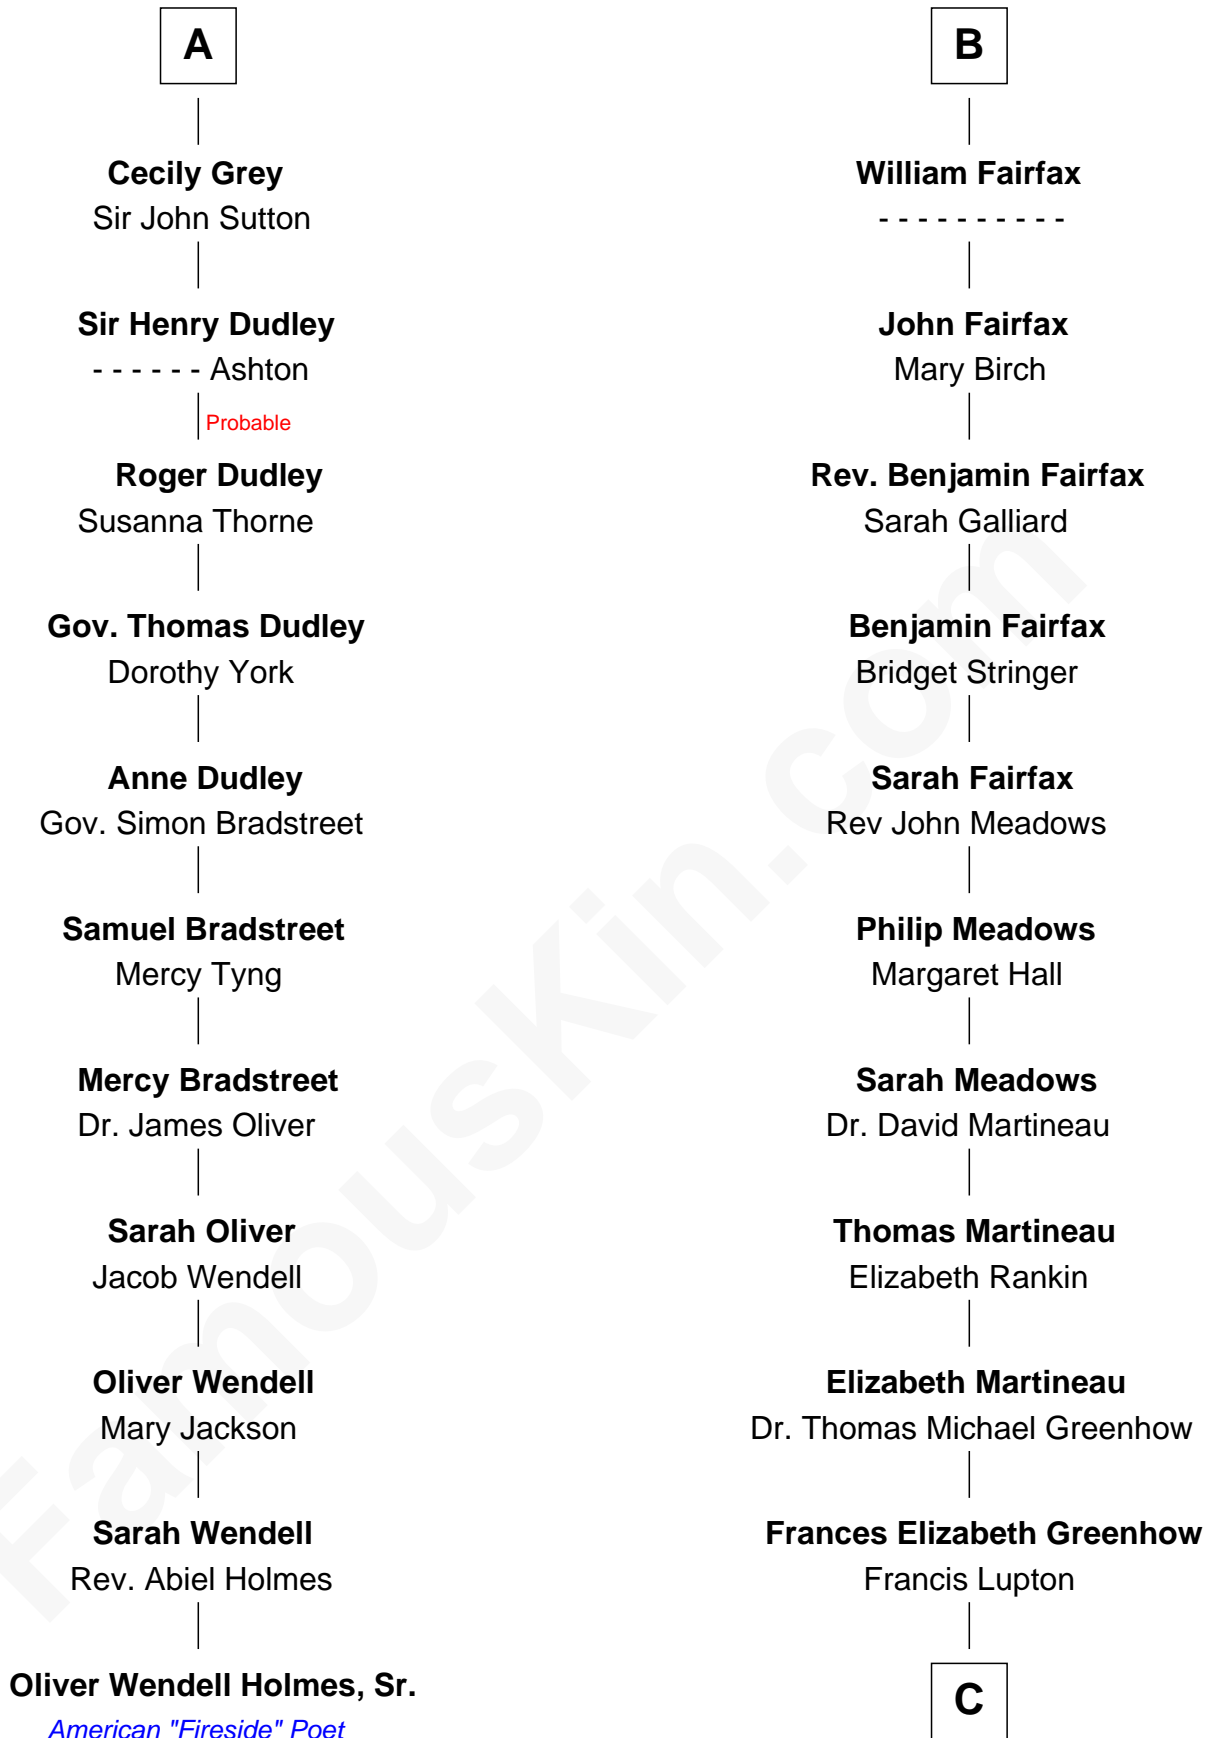 A
Cecily Grey
Sir John Sutton
Sir Henry Dudley
- - - - - - Ashton
Probable
Roger Dudley
Susanna Thorne
Gov. Thomas Dudley
Dorothy York
Anne Dudley
Gov. Simon Bradstreet
Samuel Bradstreet
Mercy Tyng
Mercy Bradstreet
Dr. James Oliver
Sarah Oliver
Jacob Wendell
Oliver Wendell
Mary Jackson
Sarah Wendell
Rev. Abiel Holmes
Oliver Wendell Holmes, Sr.
American "Fireside" Poet
B
William Fairfax
- - - - - - - - - -
John Fairfax
Mary Birch
Rev. Benjamin Fairfax
Sarah Galliard
Benjamin Fairfax
Bridget Stringer
Sarah Fairfax
Rev John Meadows
Philip Meadows
Margaret Hall
Sarah Meadows
Dr. David Martineau
Thomas Martineau
Elizabeth Rankin
Elizabeth Martineau
Dr. Thomas Michael Greenhow
Frances Elizabeth Greenhow
Francis Lupton
C
FamousKin.com